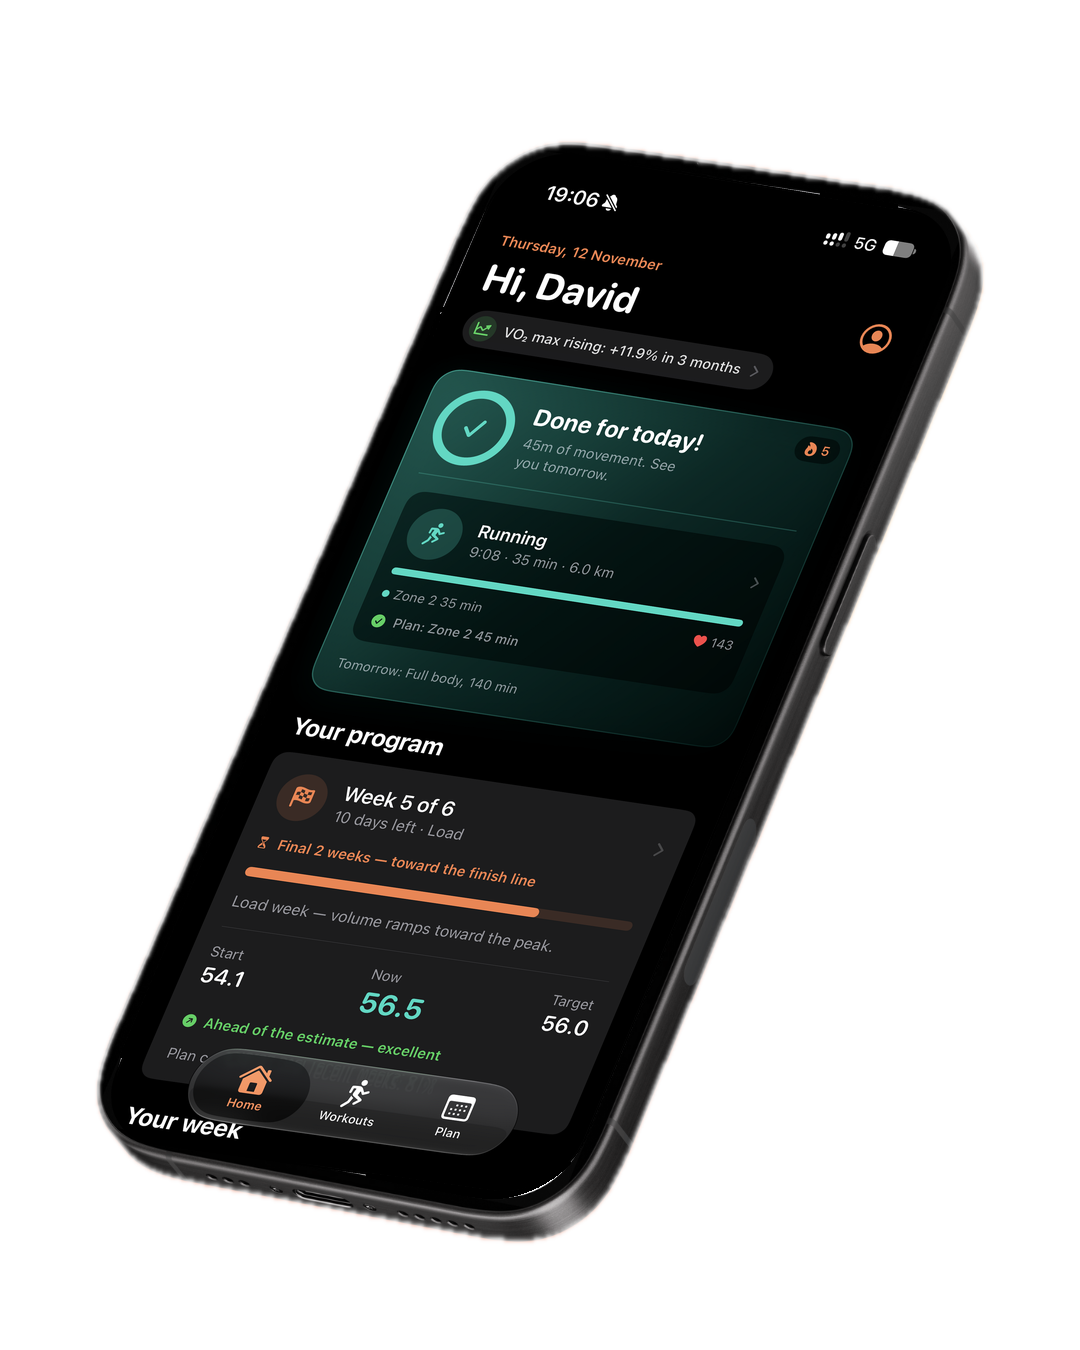 19:06
5G
Thursday, 12 November
Hi, David
VO₂ max rising: +11.9% in 3 months
Done for today!
5
45m of movement. See
you tomorrow.
Running
9:08 · 35 min · 6.0 km
Zone 2 35 min
Plan: Zone 2 45 min
143
Tomorrow: Full body, 140 min
Your program
Week 5 of 6
10 days left · Load
Final 2 weeks — toward the finish line
Load week — volume ramps toward the peak.
Start
54.1
Now
56.5
Target
56.0
Ahead of the estimate — excellent
Plan
Home
Workouts
Plan
Your week